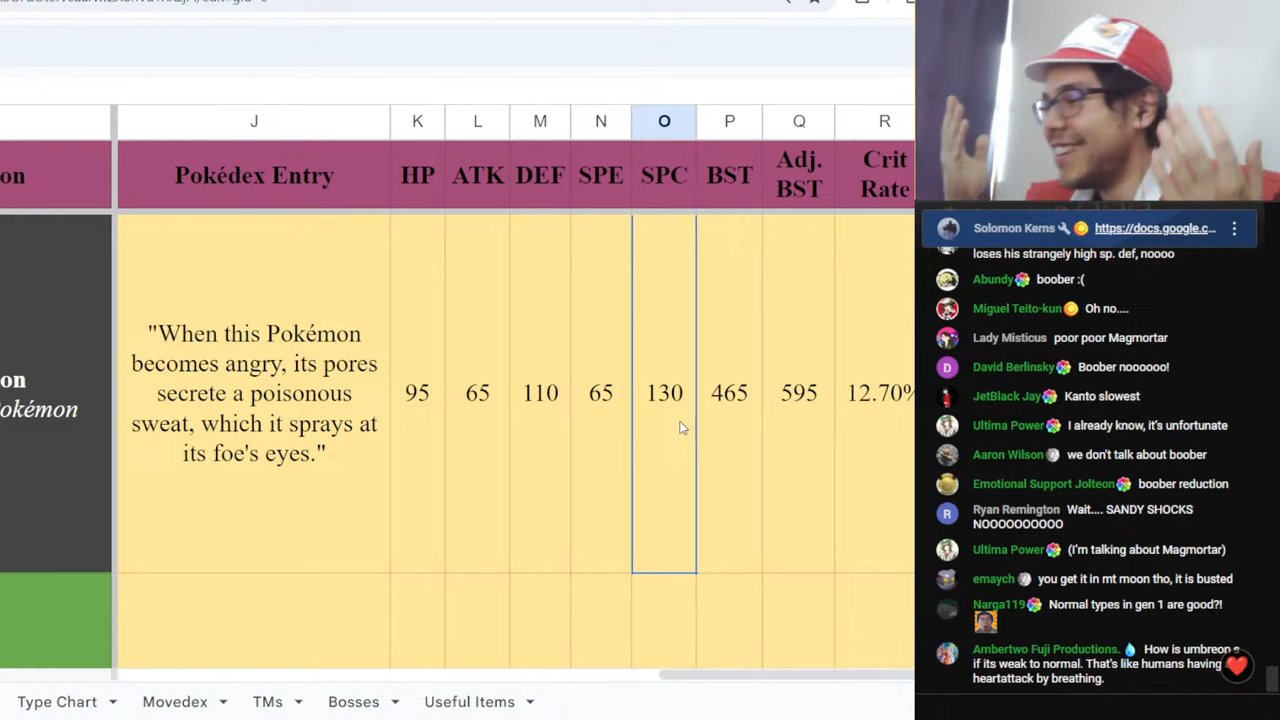 J K L M N O P Q R
on Pokédex Entry HP ATK DEF SPE SPC BST Adj. BST Crit Rate
"When this Pokémon
becomes angry, its pores
secrete a poisonous
sweat, which it sprays at
its foe's eyes."
on
okémon
95 65 110 65 130 465 595 12.70%
Type Chart Movedex TMs Bosses Useful Items
Solomon Kerns https://docs.google.c...
loses his strangely high sp. def, noooo
Abundy boober :(
Miguel Teito-kun Oh no....
Lady Misticus poor poor Magmortar
David Berlinsky Boober noooooo!
JetBlack Jay Kanto slowest
Ultima Power I already know, it's unfortunate
Aaron Wilson we don't talk about boober
Emotional Support Jolteon boober reduction
Ryan Remington Wait.... SANDY SHOCKS
NOOOOOOOOOO
Ultima Power (I'm talking about Magmortar)
emaych you get it in mt moon tho, it is busted
Narga119 Normal types in gen 1 are good?!
Ambertwo Fuji Productions. How is umbreon s
if its weak to normal. That's like humans having
heartattack by breathing.